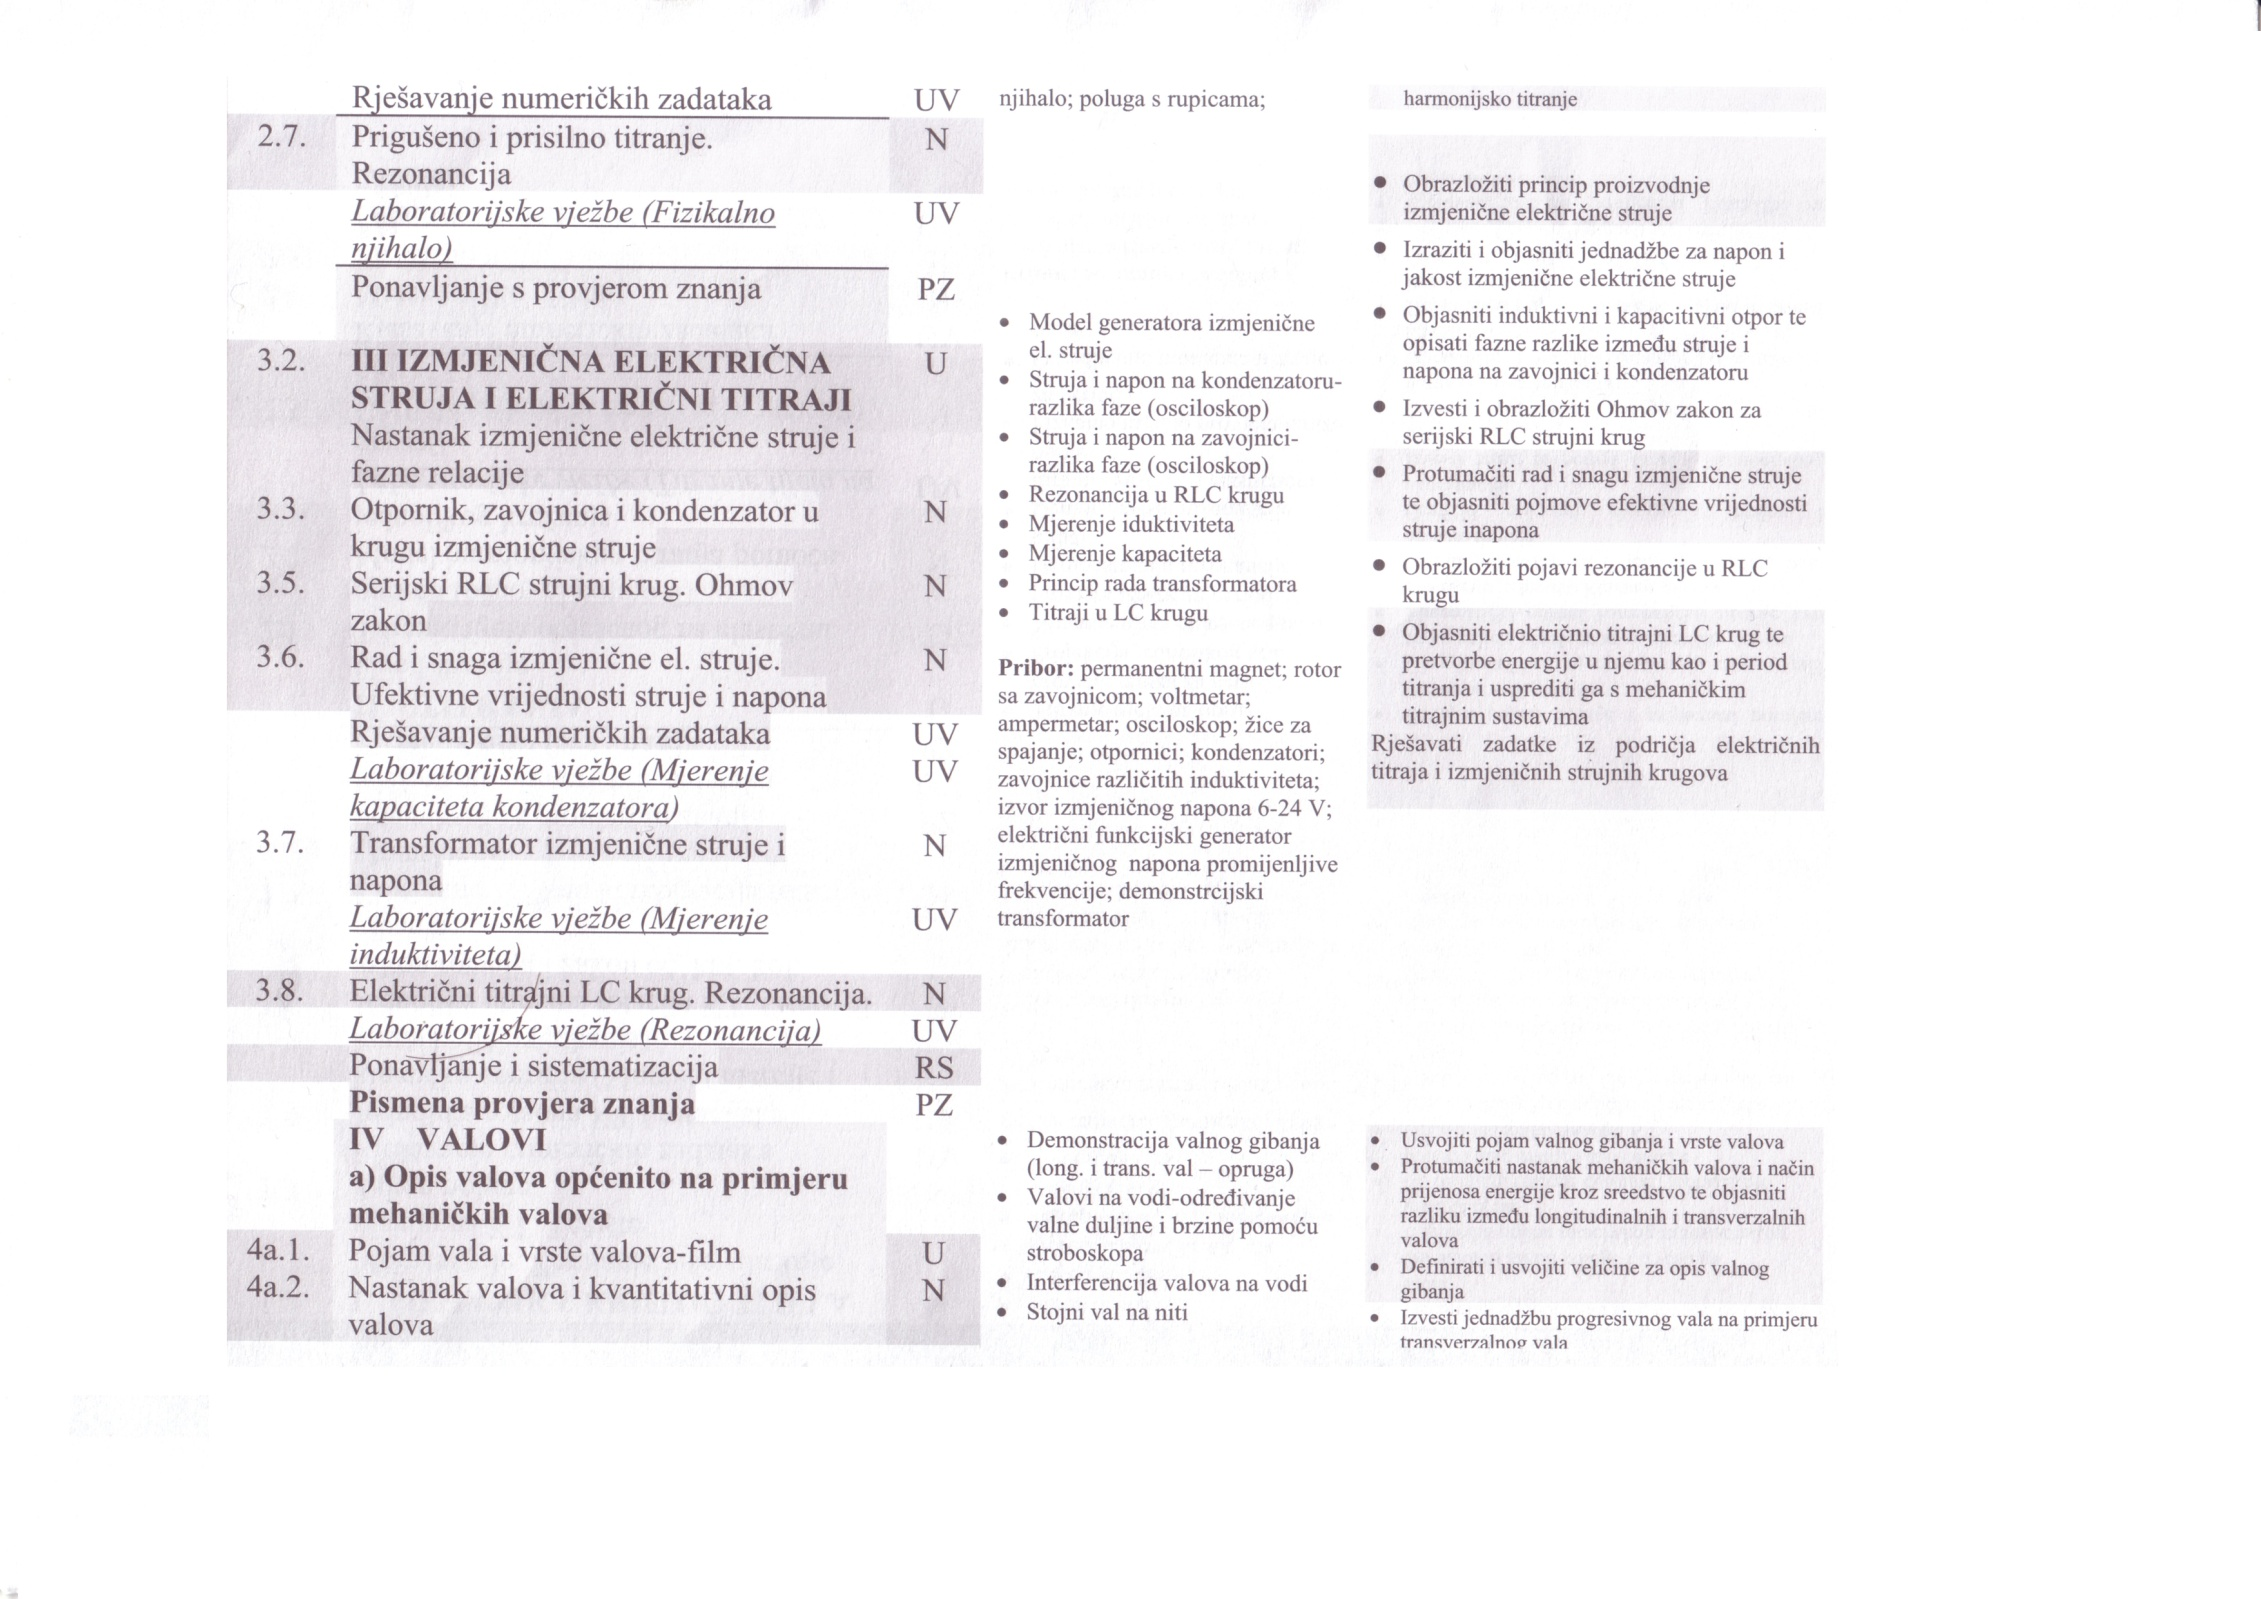 Rješavanje numeričkih zadataka UV
2.7. Prigušeno i prisilno titranje. N
Rezonancija
Laboratorijske vježbe (Fizikalno UV
njihalo)
Ponavljanje s provjerom znanja PZ
3.2. III IZMJENIČNA ELEKTRIČNA U
STRUJA I ELEKTRIČNI TITRAJI
Nastanak izmjenične električne struje i
fazne relacije
3.3. Otpornik, zavojnica i kondenzator u N
krugu izmjenične struje
3.5. Serijski RLC strujni krug. Ohmov N
zakon
3.6. Rad i snaga izmjenične el. struje. N
Ufektivne vrijednosti struje i napona
Rješavanje numeričkih zadataka UV
Laboratorijske vježbe (Mjerenje UV
kapaciteta kondenzatora)
3.7. Transformator izmjenične struje i N
napona
Laboratorijske vježbe (Mjerenje UV
induktiviteta)
3.8. Električni titrajni LC krug. Rezonancija. N
Laboratorijske vježbe (Rezonancija) UV
Ponavljanje i sistematizacija RS
Pismena provjera znanja PZ
IV VALOVI
a) Opis valova općenito na primjeru
mehaničkih valova
4a.1. Pojam vala i vrste valova-film U
4a.2. Nastanak valova i kvantitativni opis N
valova
njihalo; poluga s rupicama;
• Model generatora izmjenične
el. struje
• Struja i napon na kondenzatoru-
razlika faze (osciloskop)
• Struja i napon na zavojnici-
razlika faze (osciloskop)
• Rezonancija u RLC krugu
• Mjerenje iduktiviteta
• Mjerenje kapaciteta
• Princip rada transformatora
• Titraji u LC krugu
Pribor: permanentni magnet; rotor
sa zavojnicom; voltmetar;
ampermetar; osciloskop; žice za
spajanje; otpornici; kondenzatori;
zavojnice različitih induktiviteta;
izvor izmjeničnog napona 6-24 V;
električni funkcijski generator
izmjeničnog napona promijenljive
frekvencije; demonstrcijski
transformator
• Demonstracija valnog gibanja
(long. i trans. val – opruga)
• Valovi na vodi-određivanje
valne duljine i brzine pomoću
stroboskopa
• Interferencija valova na vodi
• Stojni val na niti
harmonijsko titranje
• Obrazložiti princip proizvodnje
izmjenične električne struje
• Izraziti i objasniti jednadžbe za napon i
jakost izmjenične električne struje
• Objasniti induktivni i kapacitivni otpor te
opisati fazne razlike između struje i
napona na zavojnici i kondenzatoru
• Izvesti i obrazložiti Ohmov zakon za
serijski RLC strujni krug
• Protumačiti rad i snagu izmjenične struje
te objasniti pojmove efektivne vrijednosti
struje inapona
• Obrazložiti pojavi rezonancije u RLC
krugu
• Objasniti električnio titrajni LC krug te
pretvorbe energije u njemu kao i period
titranja i usprediti ga s mehaničkim
titrajnim sustavima
Rješavati zadatke iz podričja električnih
titraja i izmjeničnih strujnih krugova
• Usvojiti pojam valnog gibanja i vrste valova
• Protumačiti nastanak mehaničkih valova i način
prijenosa energije kroz sreedstvo te objasniti
razliku između longitudinalnih i transverzalnih
valova
• Definirati i usvojiti veličine za opis valnog
gibanja
• Izvesti jednadžbu progresivnog vala na primjeru
transverzalnog vala